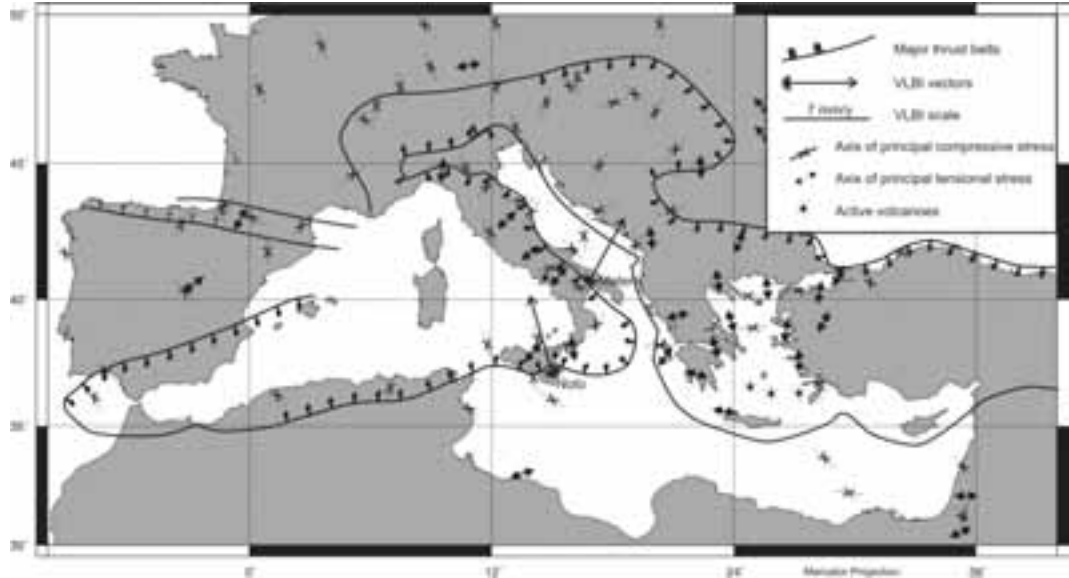 50°
Major thrust belts
VLBI vectors
7 mm/y
VLBI scale
45°
Axis of principal compressive stress
Axis of principal tensional stress
Active volcanoes
40°
Noto
35°
0°
12°
24°
36°
Mercator Projection